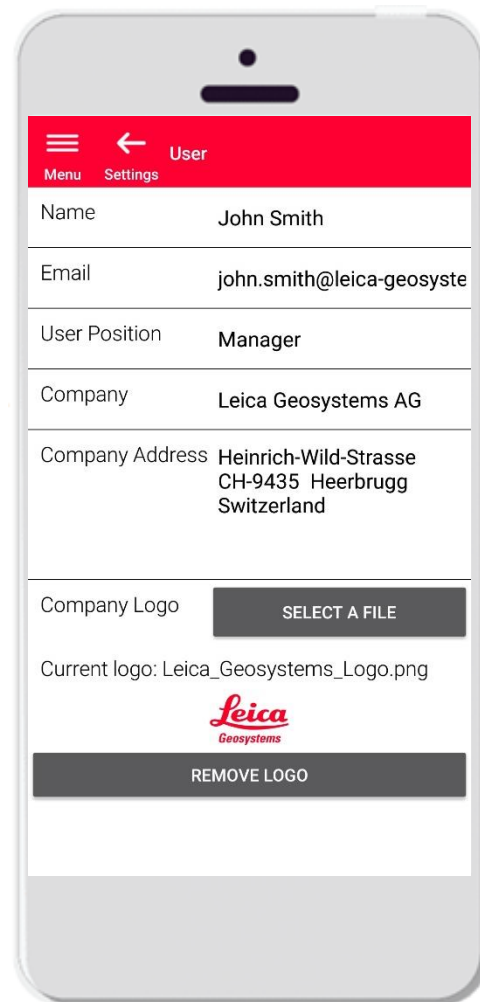 User
Menu Settings
Name John Smith
Email john.smith@leica-geosyste
User Position Manager
Company Leica Geosystems AG
Company Address Heinrich-Wild-Strasse
CH-9435 Heerbrugg
Switzerland
Company Logo SELECT A FILE
Current logo: Leica_Geosystems_Logo.png
Leica
Geosystems
REMOVE LOGO